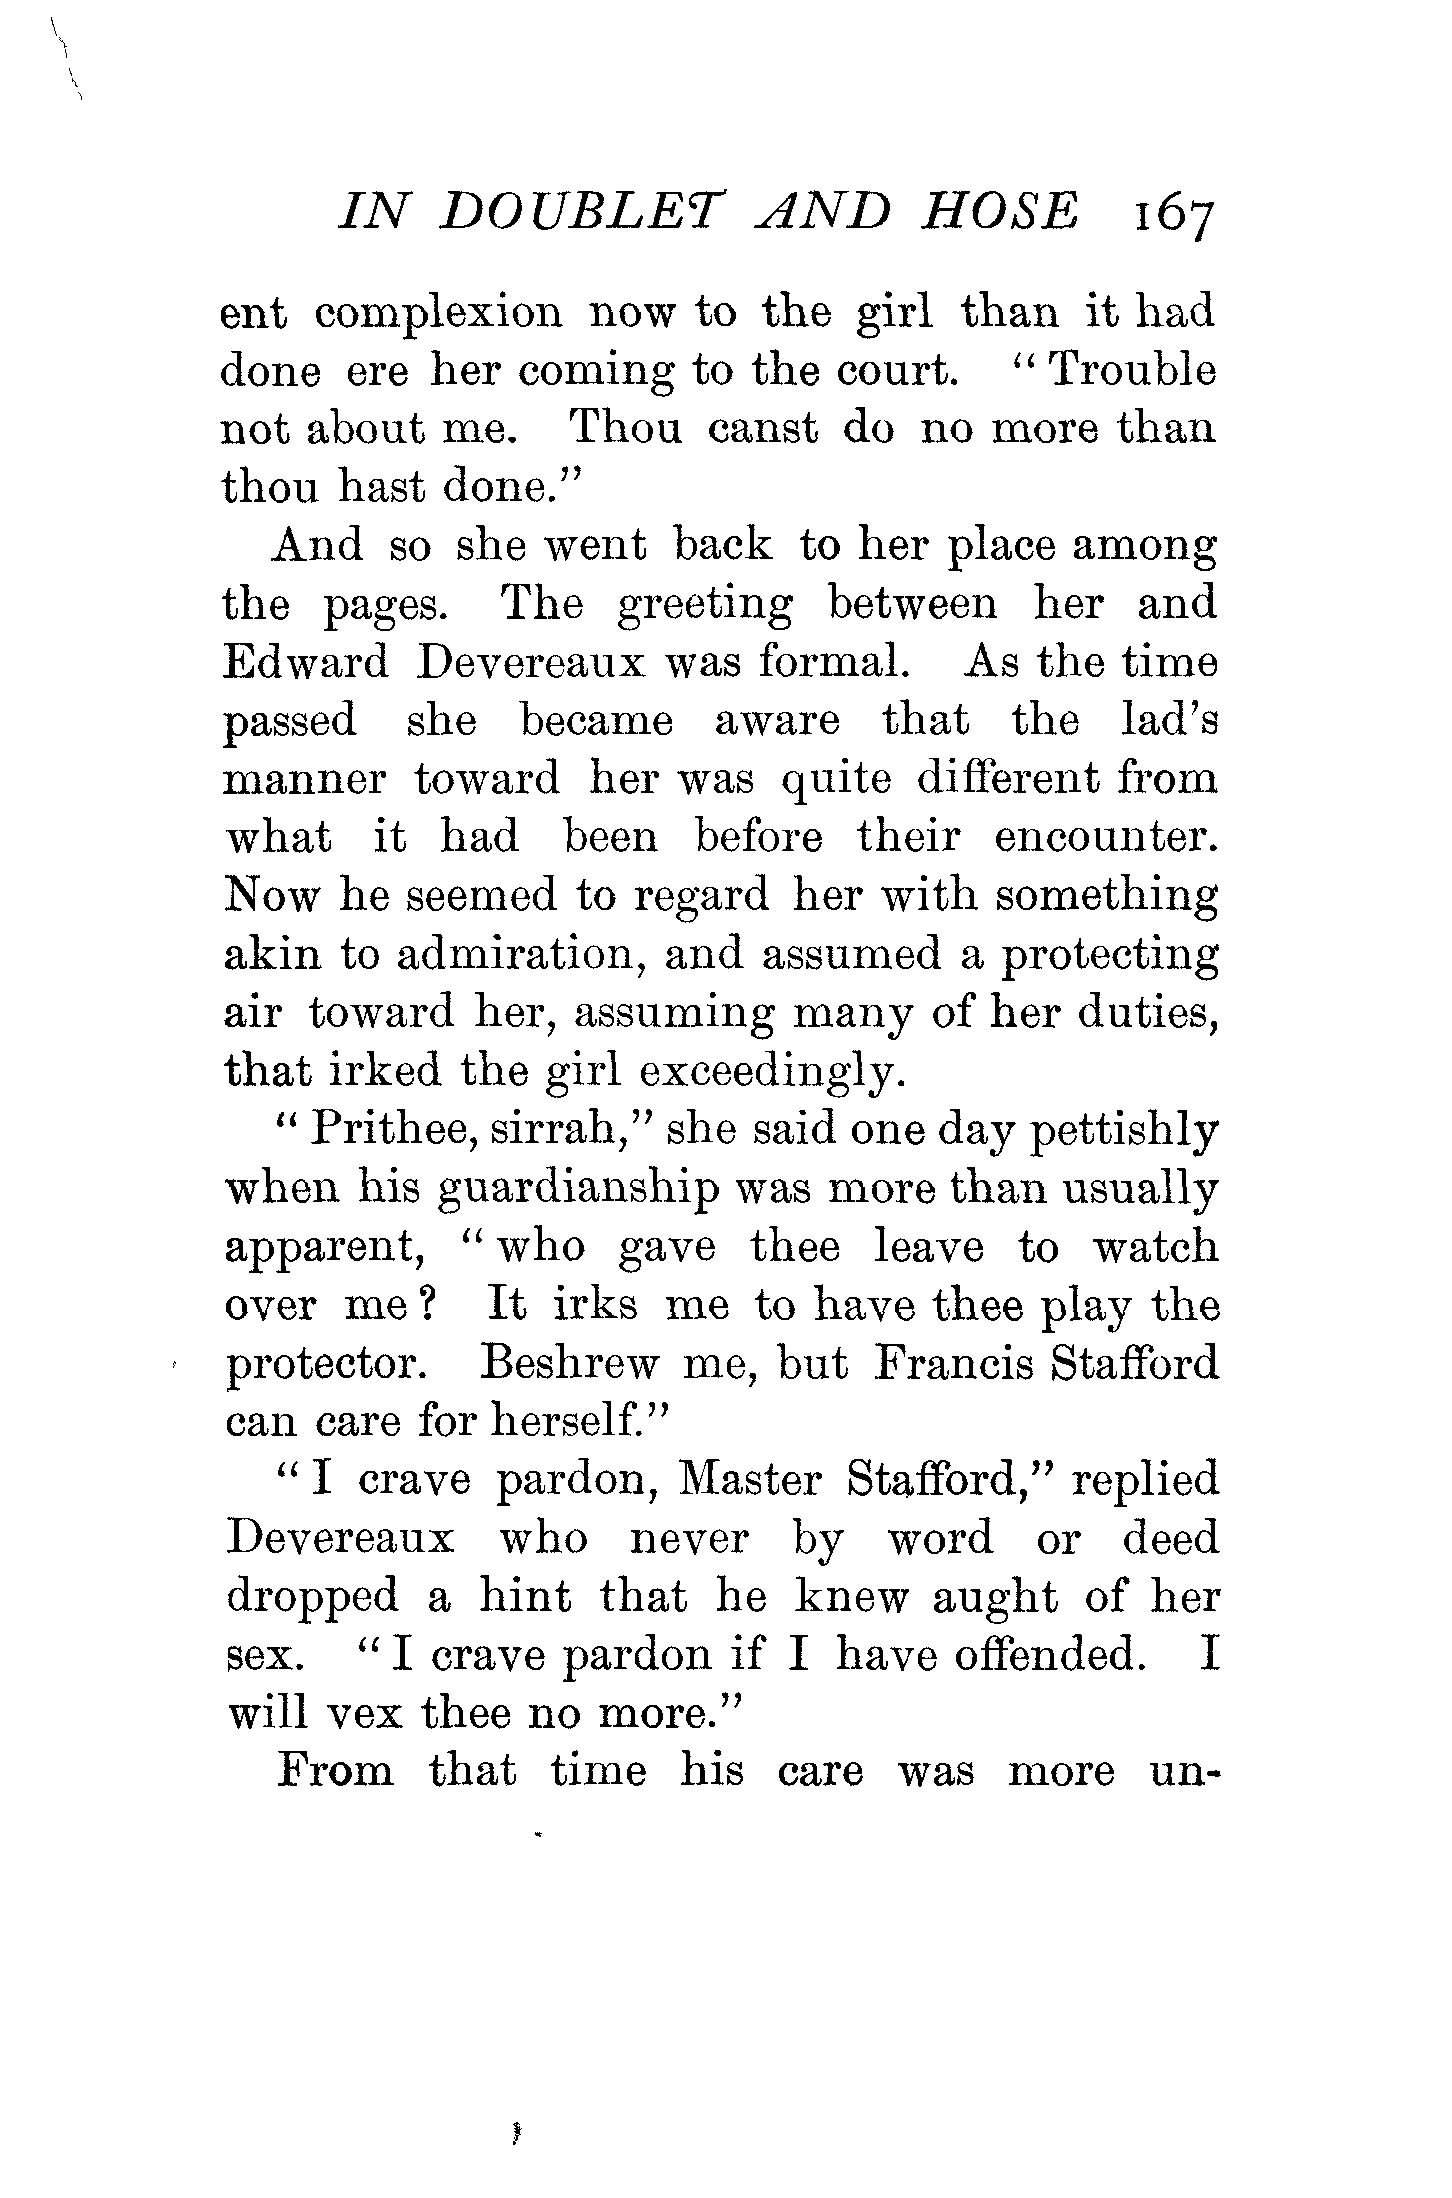 IN DOUBLET AND HOSE 167
ent complexion now to the girl than it had
done ere her coming to the court. “Trouble
not about me. Thou canst do no more than
thou hast done.”
And so she went back to her place among
the pages. The greeting between her and
Edward Devereaux was formal. As the time
passed she became aware that the lad’s
manner toward her was quite different from
what it had been before their encounter.
Now he seemed to regard her with something
akin to admiration, and assumed a protecting
air toward her, assuming many of her duties,
that irked the girl exceedingly.
“Prithee, sirrah,” she said one day pettishly
when his guardianship was more than usually
apparent, “who gave thee leave to watch
over me? It irks me to have thee play the
protector. Beshrew me, but Francis Stafford
can care for herself.”
“I crave pardon, Master Stafford,” replied
Devereaux who never by word or deed
dropped a hint that he knew aught of her
sex. “I crave pardon if I have offended. I
will vex thee no more.”
From that time his care was more un-